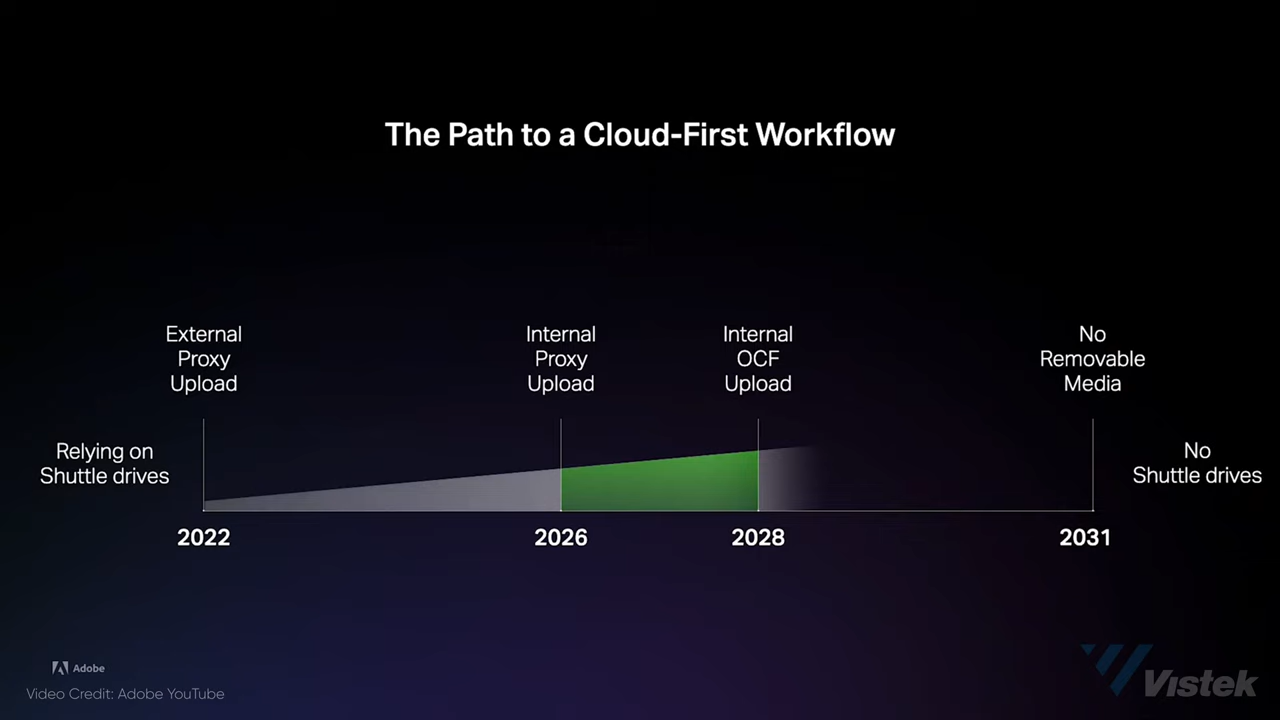 The Path to a Cloud-First Workflow
External
Proxy
Upload
Internal
Proxy
Upload
Internal
OCF
Upload
No
Removable
Media
Relying on
Shuttle drives
No
Shuttle drives
2022
2026
2028
2031
Adobe
Video Credit: Adobe YouTube
Vistek